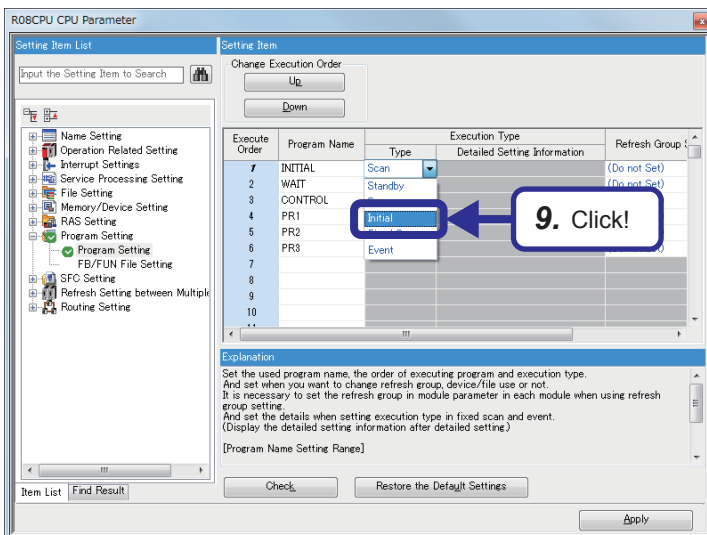 R08CPU CPU Parameter
Setting Item List
Setting Item
Input the Setting Item to Search
Name Setting
Operation Related Setting
Interrupt Settings
Service Processing Setting
File Setting
Memory/Device Setting
RAS Setting
Program Setting
Program Setting
FB/FUN File Setting
SFC Setting
Refresh Setting between Multiple
Routing Setting
Item List
Find Result
Change Execution Order
Up
Down
Execute Order
Program Name
Execution Type
Type
Detailed Setting Information
Refresh Group
1 INITIAL Scan (Do not Set)
2 WAIT (Do not Set)
3 CONTROL
4 PR1
5 PR2
6 PR3
7
8
9
10
Standby
Initial
Event
9. Click!
Explanation
Set the used program name, the order of executing program and execution type.
And set when you want to change refresh group, device/file use or not.
It is necessary to set the refresh group in module parameter in each module when using refresh
group setting.
And set the details when setting execution type in fixed scan and event.
(Display the detailed setting information after detailed setting.)
[Program Name Setting Range]
Check
Restore the Default Settings
Apply